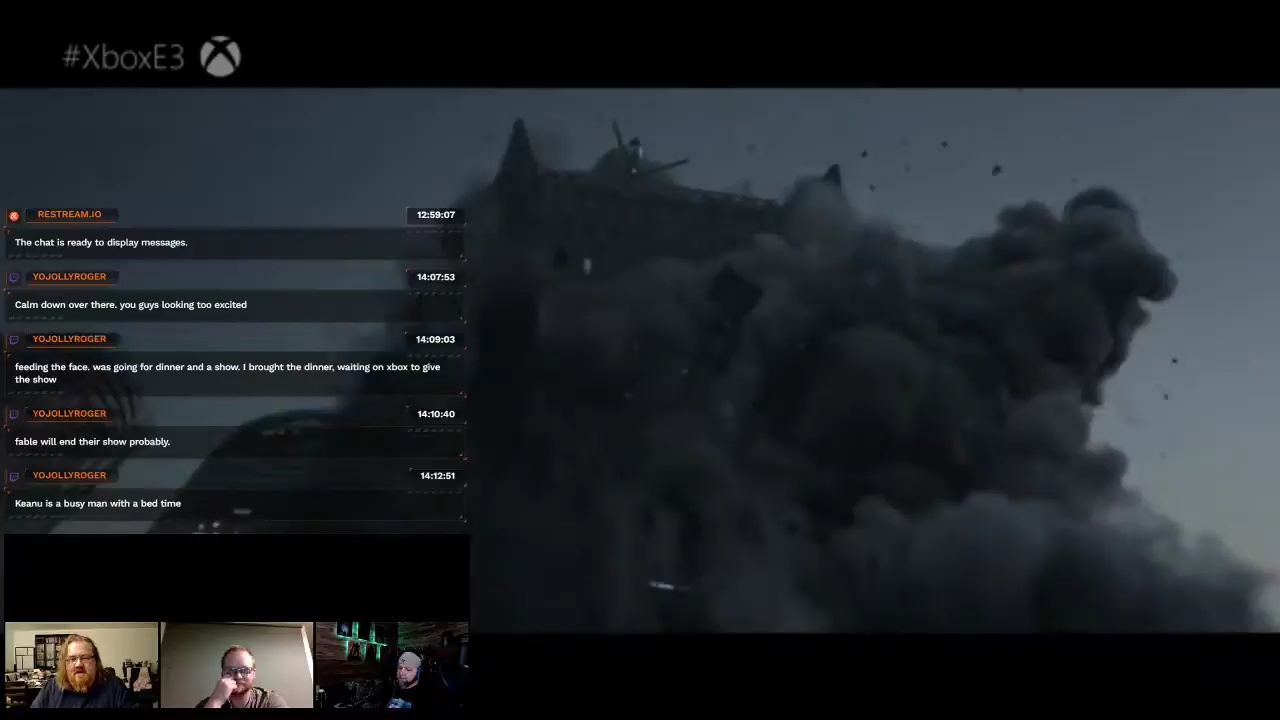 #XboxE3
RESTREAM.IO
12:59:07
The chat is ready to display messages.
YOJOLLYROGER
14:07:53
Calm down over there. you guys looking too excited
YOJOLLYROGER
14:09:03
feeding the face. was going for dinner and a show. I brought the dinner, waiting on xbox to give
the show
YOJOLLYROGER
14:10:40
fable will end their show probably.
YOJOLLYROGER
14:12:51
Keanu is a busy man with a bed time